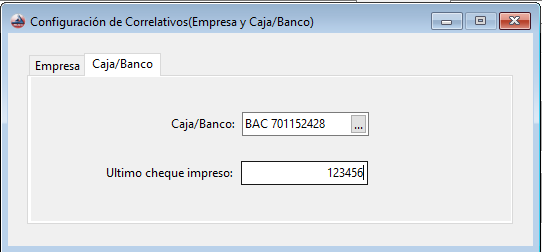 Configuración de Correlativos(Empresa y Caja/Banco)
Empresa Caja/Banco
Caja/Banco: BAC 701152428 ...
Ultimo cheque impreso: 123456